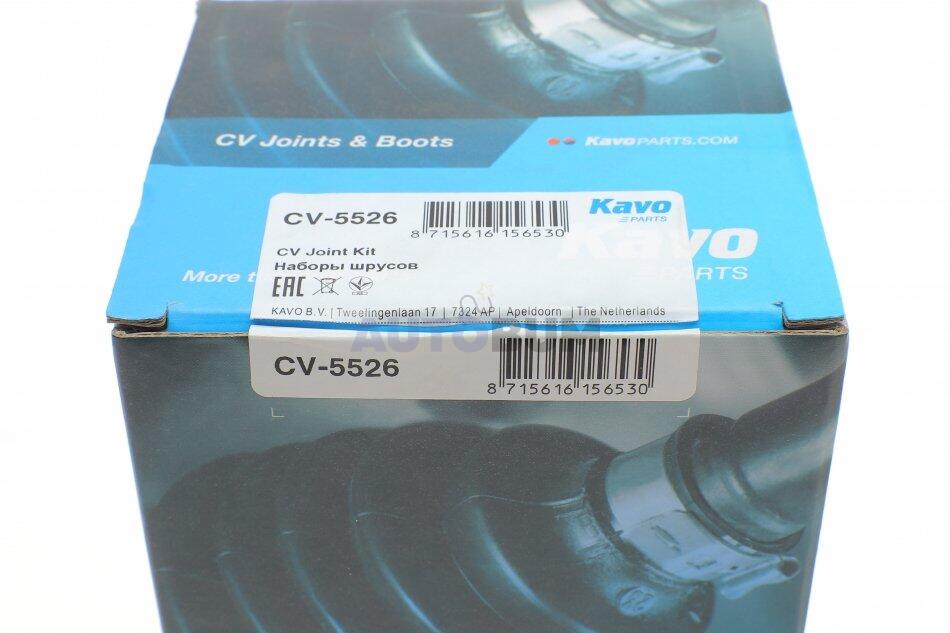 CV Joints & Boots
KavoPARTS.COM
CV-5526
8 715616 156530
Kavo
PARTS
CV Joint Kit
Наборы шрусов
EAC
Kavo
PARTS
More t
KAVO B.V. | Tweelingenlaan 17 | 7324 AP | Apeldoorn | The Netherlands
CV-5526
8 715616 156530